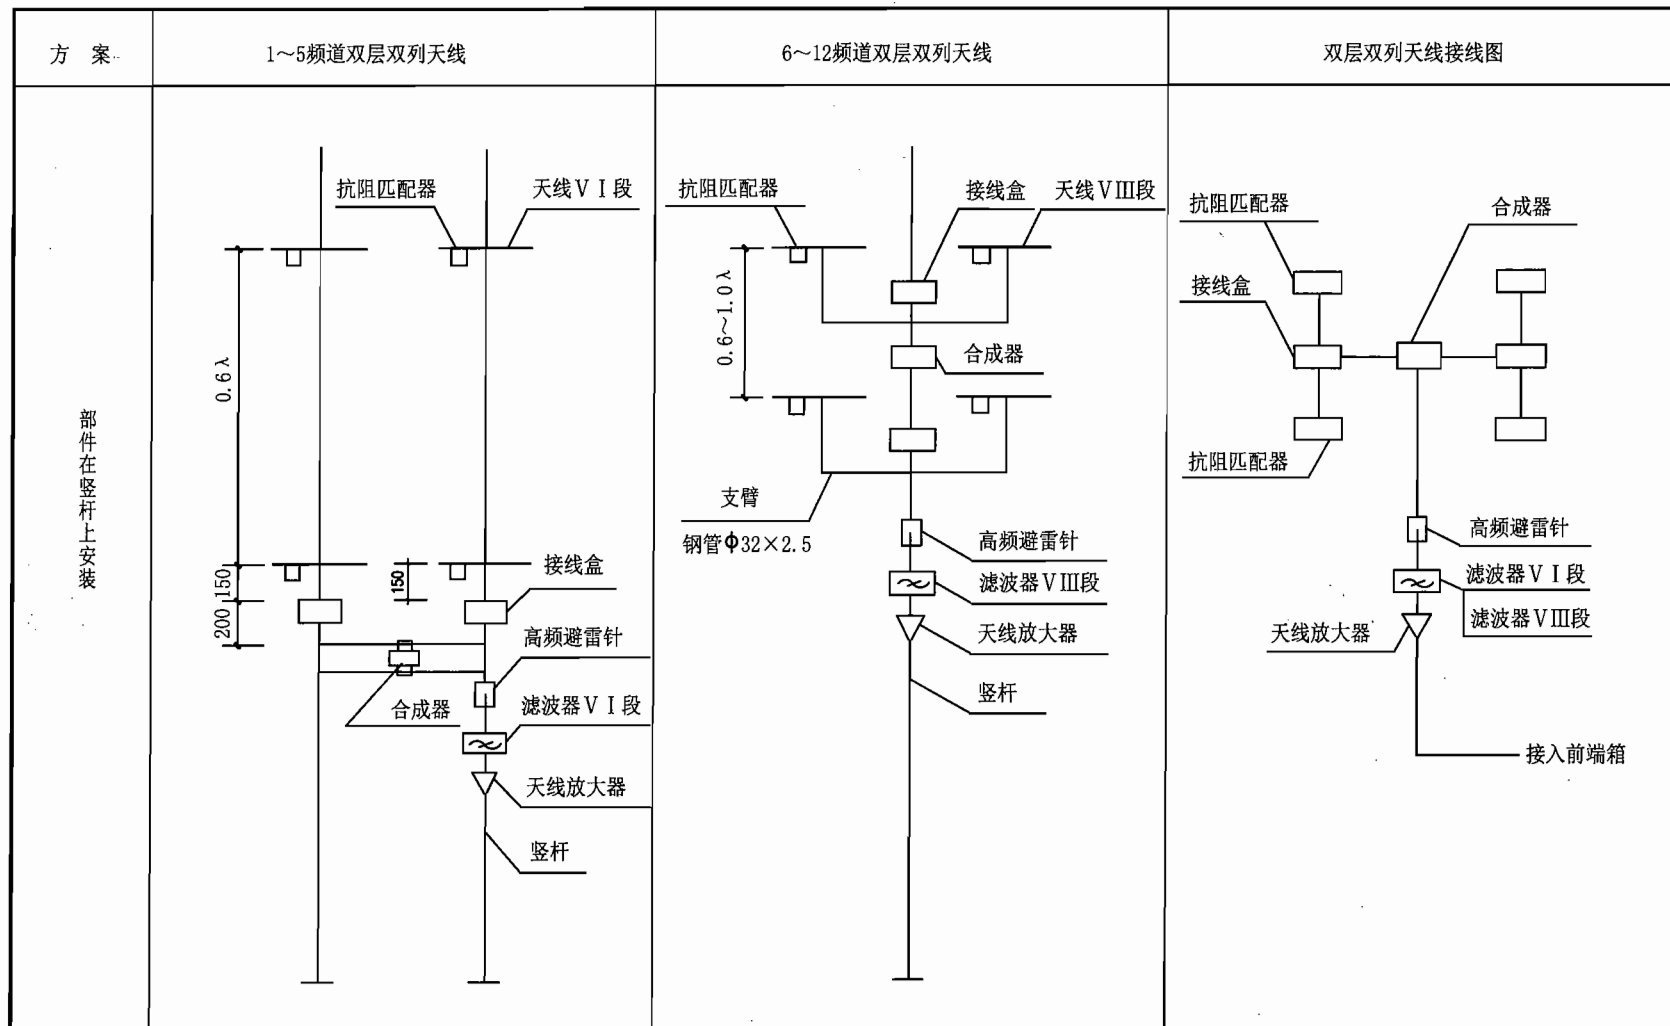 方 案
1～5频道双层双列天线
6～12频道双层双列天线
双层双列天线接线图
部件在竖杆上安装
抗阻匹配器
天线VⅠ段
0.6λ
150
200
150
接线盒
高频避雷针
合成器
滤波器VⅠ段
天线放大器
竖杆
抗阻匹配器
接线盒
天线VⅢ段
0.6～1.0λ
合成器
支臂
钢管Φ32×2.5
高频避雷针
滤波器VⅢ段
天线放大器
竖杆
抗阻匹配器
合成器
接线盒
抗阻匹配器
高频避雷针
滤波器VⅠ段
滤波器VⅢ段
天线放大器
接入前端箱